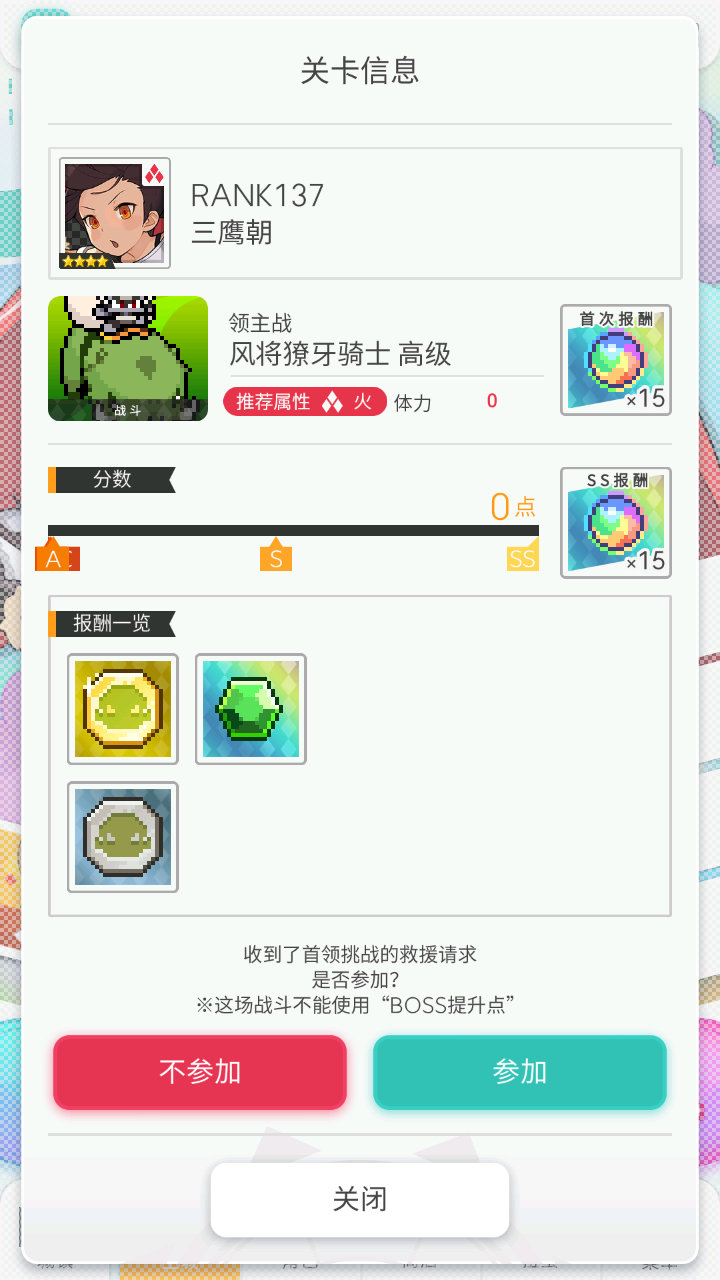 关卡信息
RANK137
三鹰朝
领主战
风将獠牙骑士 高级
推荐属性 火 体力 0
战斗
首次报酬
×15
分数
0点
A
S
SS
SS报酬
×15
报酬一览
收到了首领挑战的救援请求
是否参加？
※这场战斗不能使用“BOSS提升点”
不参加
参加
关闭